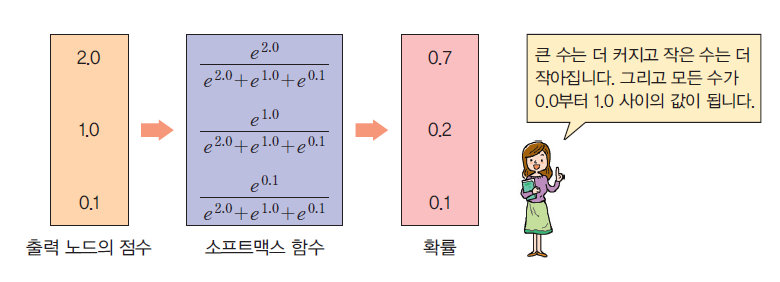 2.0
1.0
0.1
출력 노드의 점수
e^{2.0}
e^{2.0}+e^{1.0}+e^{0.1}
e^{1.0}
e^{2.0}+e^{1.0}+e^{0.1}
e^{0.1}
e^{2.0}+e^{1.0}+e^{0.1}
소프트맥스 함수
0.7
0.2
0.1
확률
큰 수는 더 커지고 작은 수는 더
작아집니다. 그리고 모든 수가
0.0부터 1.0 사이의 값이 됩니다.